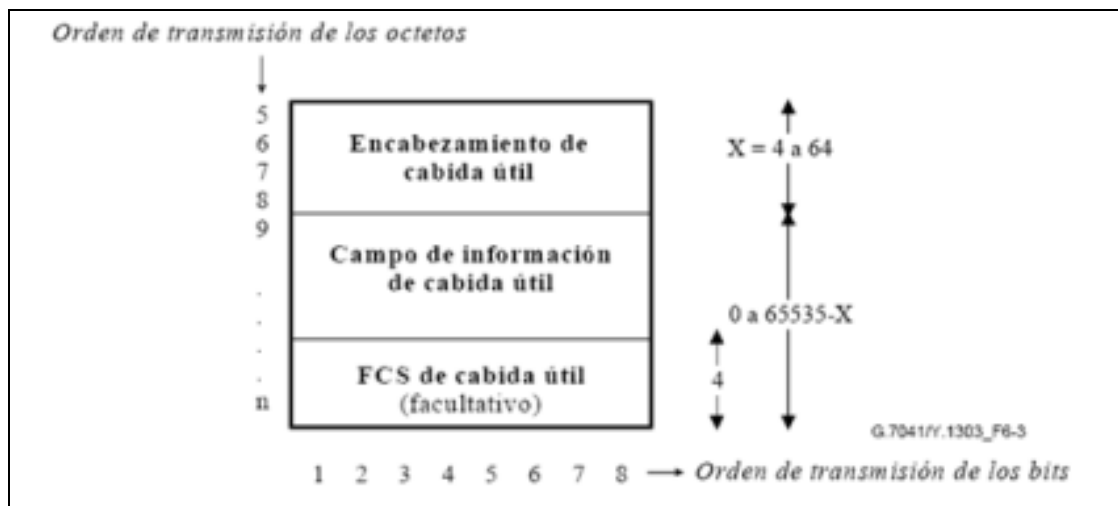 Orden de transmisión de los octetos
5
6
7
8
9
.
.
.
.
n
Encabezamiento de
cabida útil
Campo de información
de cabida útil
FCS de cabida útil
(facultativo)
X = 4 a 64
0 a 65535-X
4
G.7041/Y.1303_F6-3
1 2 3 4 5 6 7 8 → Orden de transmisión de los bits